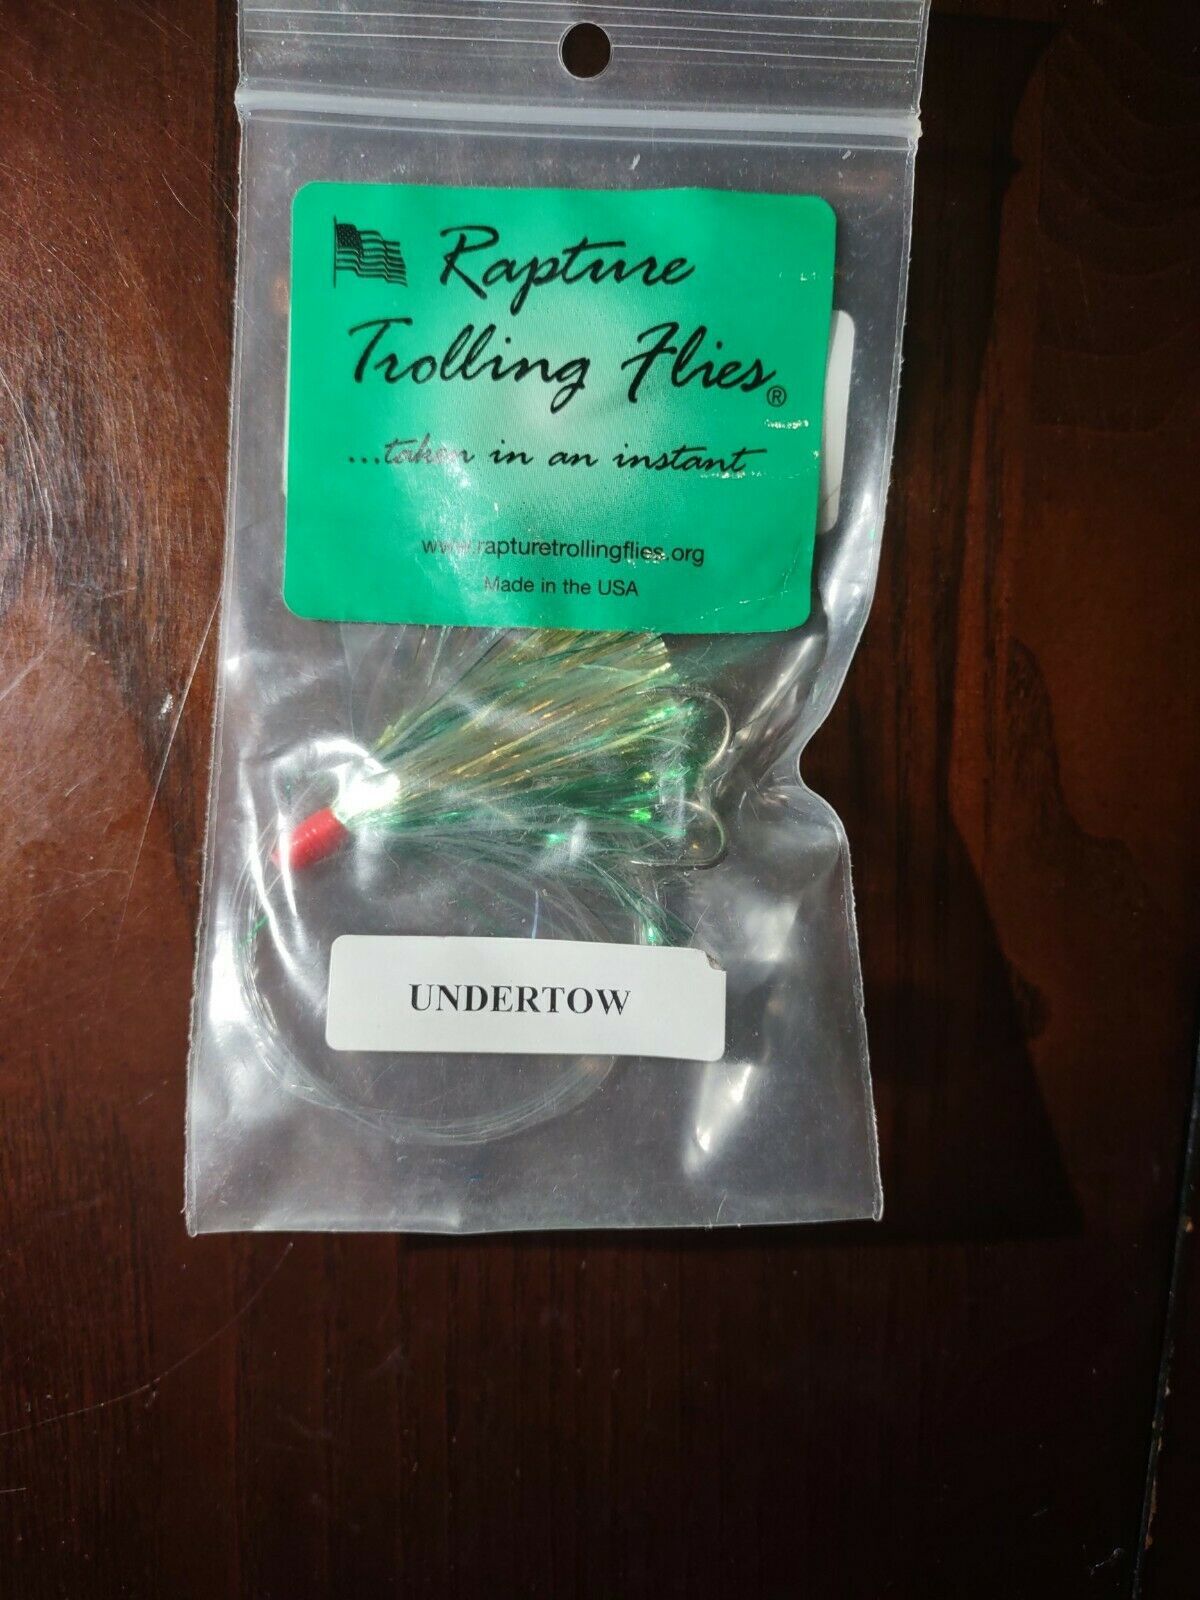 Rapture
Trolling Flies®
...taken in an instant
www.rapturetrollingflies.org
Made in the USA
UNDERTOW